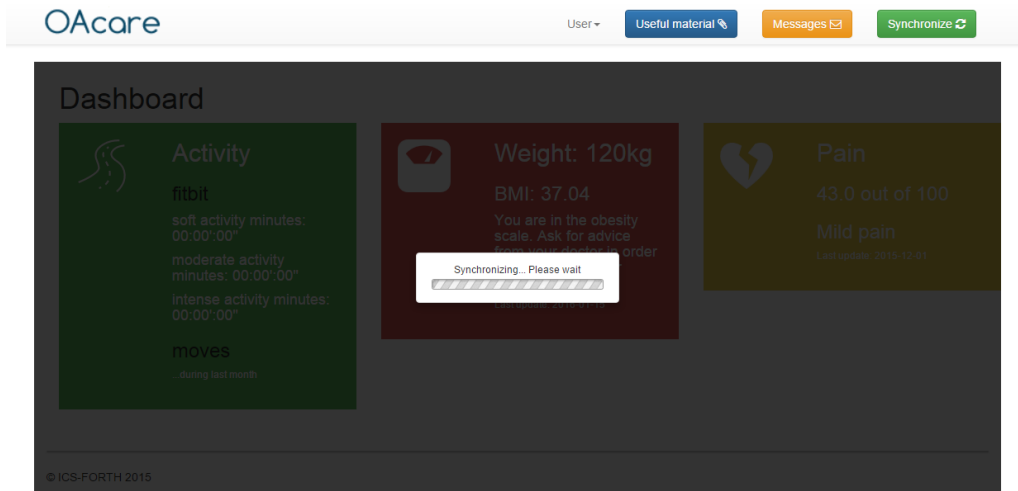 OAcare
User
Useful material
Messages
Synchronize
Dashboard
Activity
fitbit
soft activity minutes:
00:00':00"
moderate activity
minutes: 00:00':00"
intense activity minutes:
00:00':00"
moves
...during last month
Weight: 120kg
BMI: 37.04
You are in the obesity
scale. Ask for advice
from your doctor in order
Pain
43.0 out of 100
Mild pain
Last update: 2015-12-01
Synchronizing... Please wait
© ICS-FORTH 2015